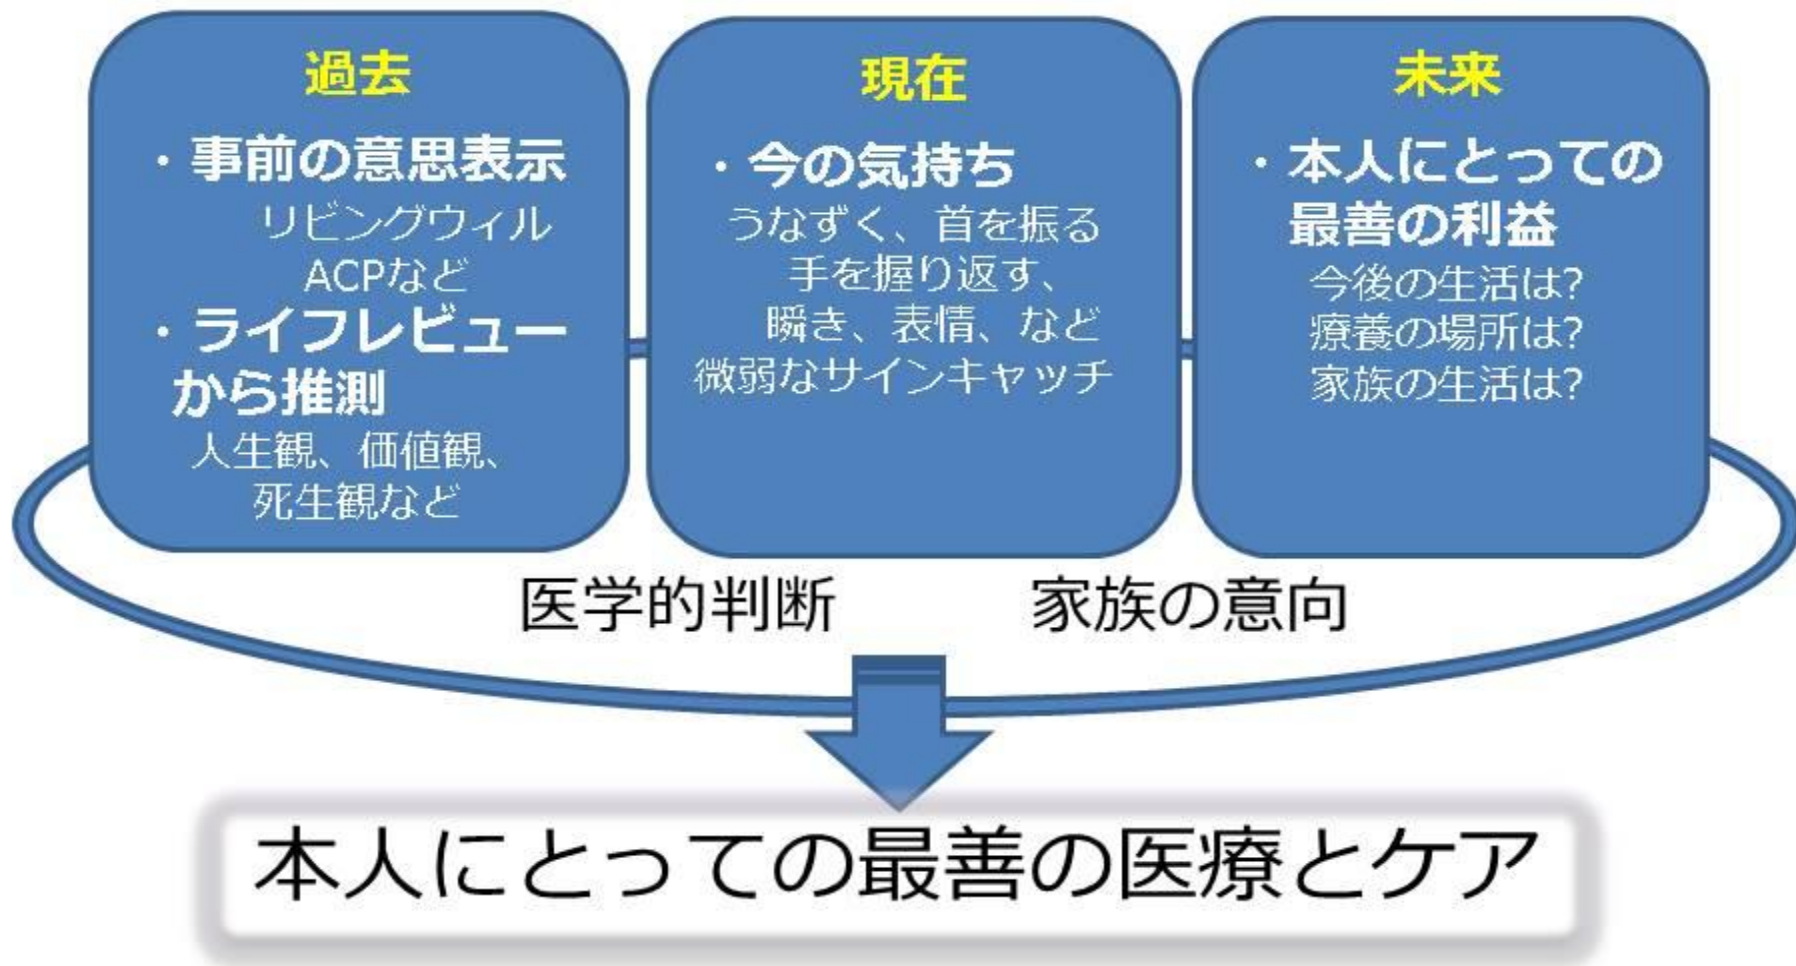 過去
・事前の意思表示
リビングウィル
ACPなど
・ライフレビュー
から推測
人生観、価値観、
死生観など
現在
・今の気持ち
うなずく、首を振る
手を握り返す、
瞬き、表情、など
微弱なサインキャッチ
未来
・本人にとっての
最善の利益
今後の生活は?
療養の場所は?
家族の生活は?
医学的判断
家族の意向
本人にとっての最善の医療とケア